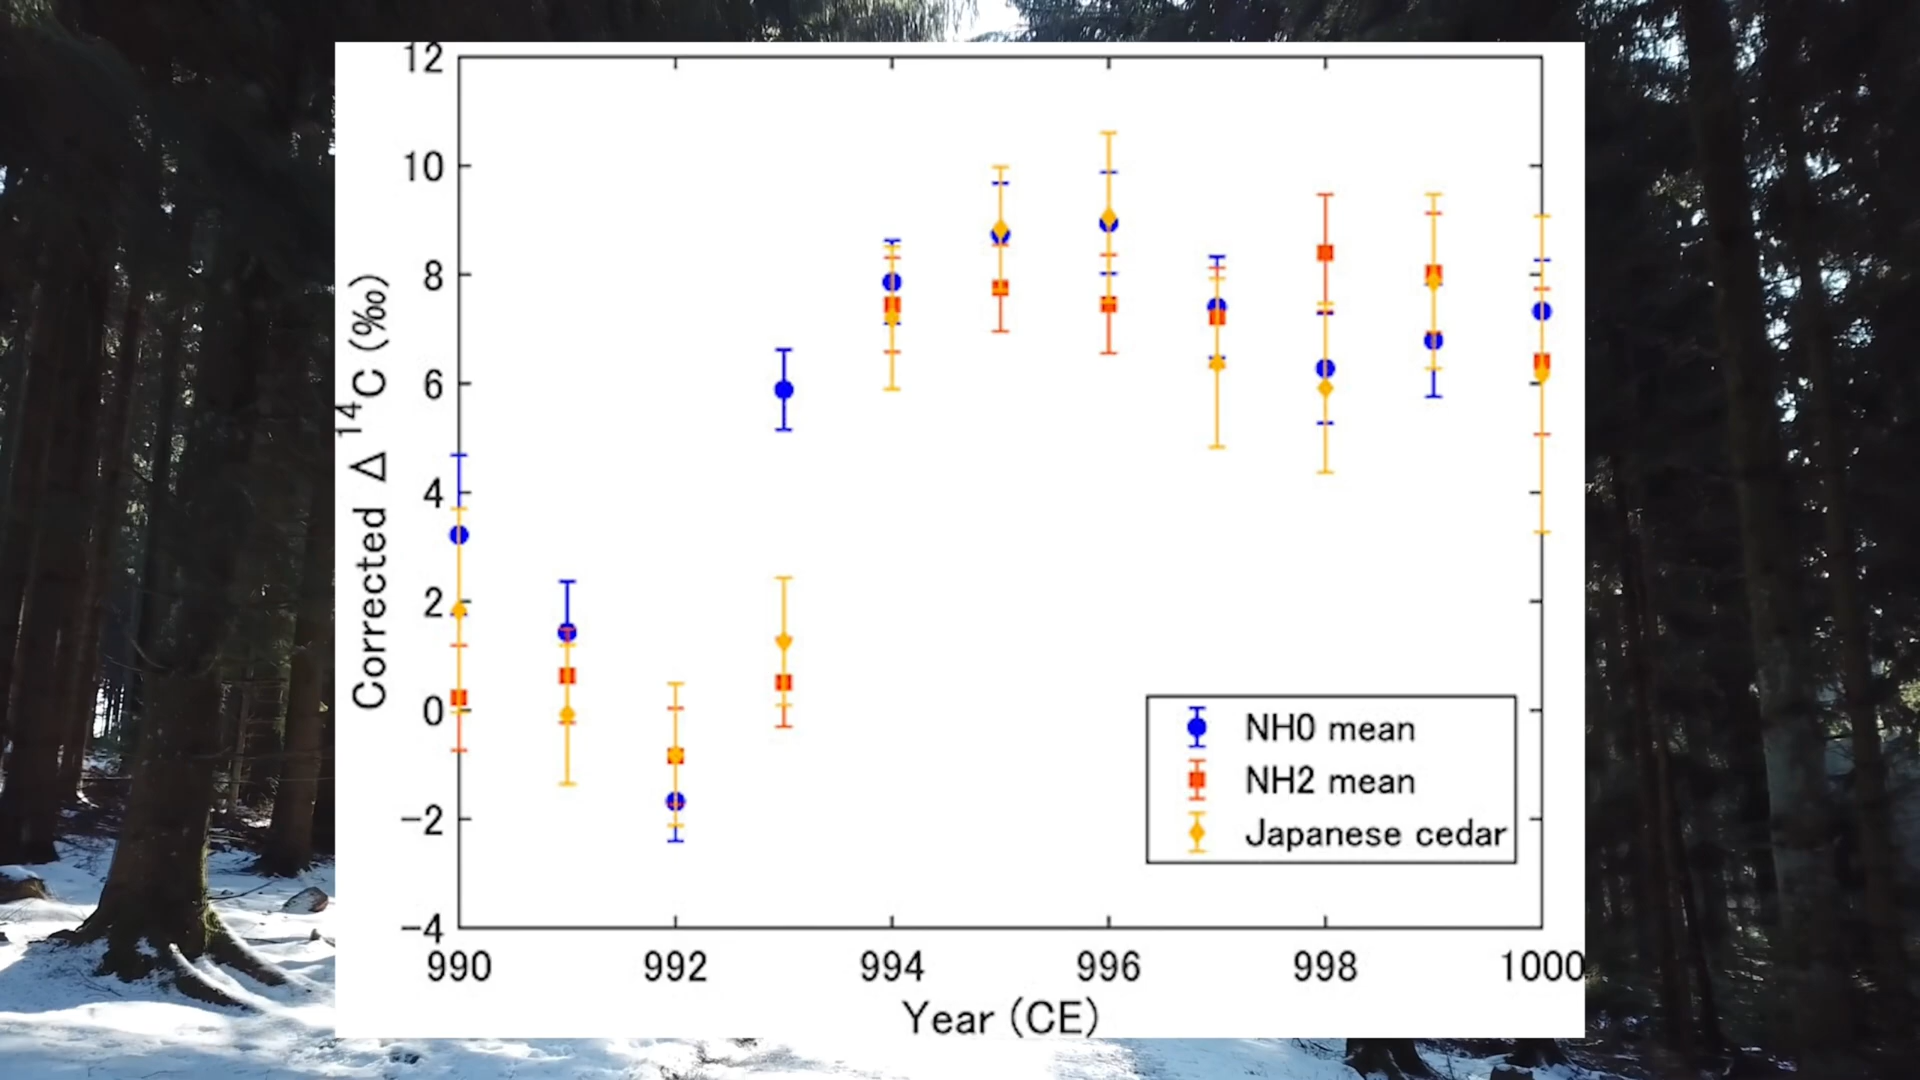 12
10
8
6
4
2
0
−2
−4
Corrected Δ ¹⁴C (‰)
NH0 mean
NH2 mean
Japanese cedar
990 992 994 996 998 1000
Year (CE)